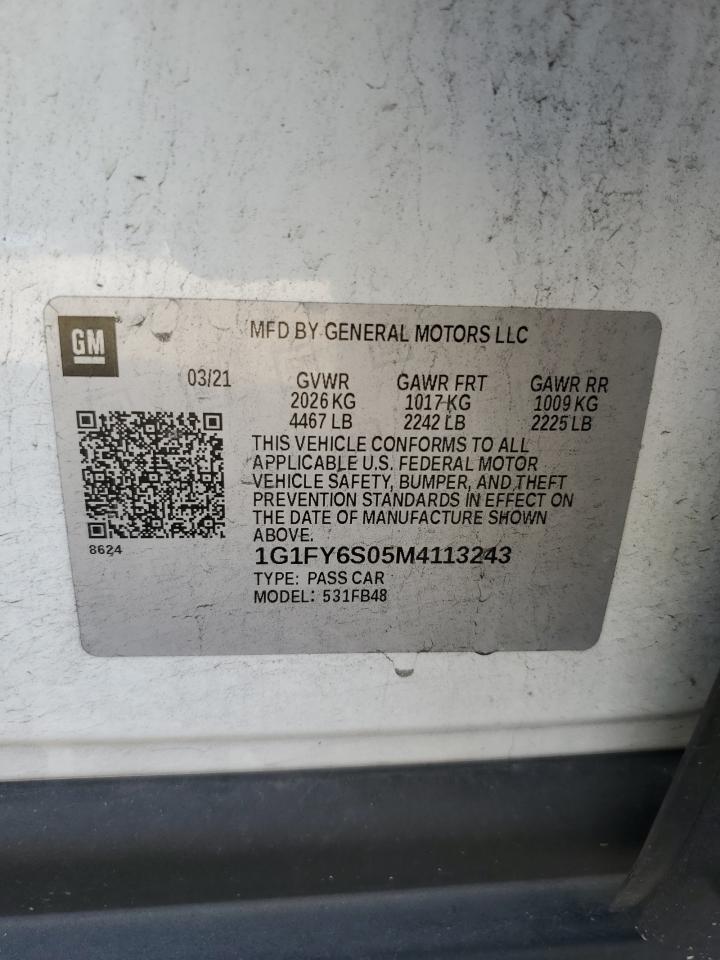 GM
MFD BY GENERAL MOTORS LLC
03/21 GVWR GAWR FRT GAWR RR
2026 KG 1017 KG 1009 KG
4467 LB 2242 LB 2225 LB
THIS VEHICLE CONFORMS TO ALL
APPLICABLE U.S. FEDERAL MOTOR
VEHICLE SAFETY, BUMPER, AND THEFT
PREVENTION STANDARDS IN EFFECT ON
THE DATE OF MANUFACTURE SHOWN
ABOVE.
8624
1G1FY6S05M4113243
TYPE: PASS CAR
MODEL: 531FB48